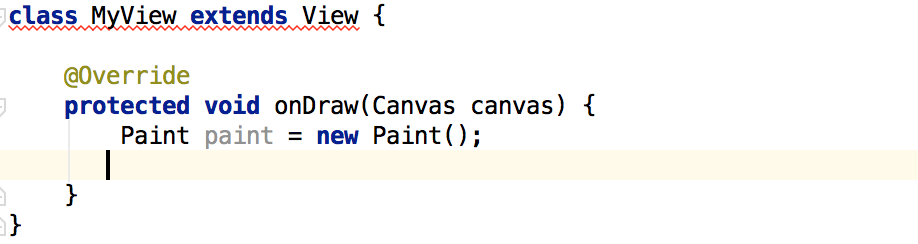 class MyView extends View {
@Override
protected void onDraw(Canvas canvas) {
Paint paint = new Paint();
}
}